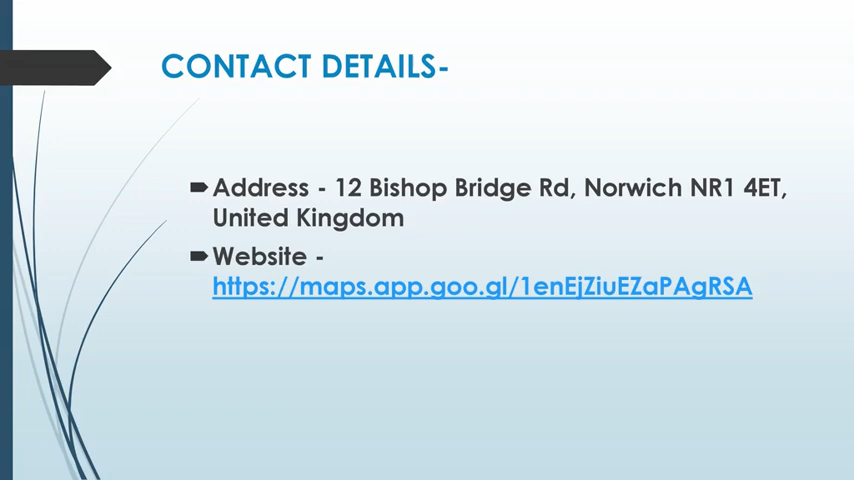 CONTACT DETAILS-
Address - 12 Bishop Bridge Rd, Norwich NR1 4ET,
United Kingdom
Website -
https://maps.app.goo.gl/1enEjZiuEZaPAgRSA